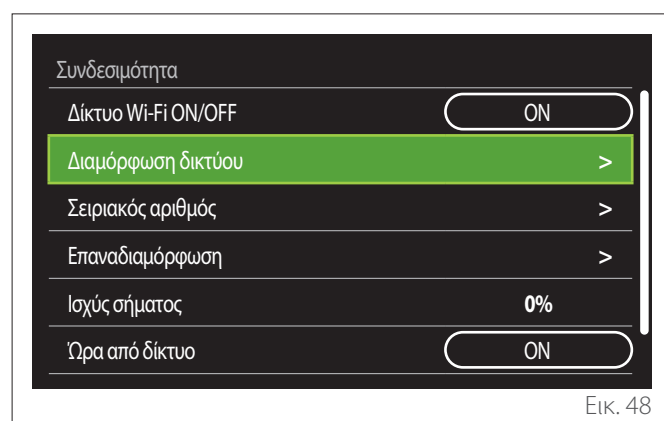 Συνδεσιμότητα
Δίκτυο Wi-Fi ON/OFF ON
Διαμόρφωση δικτύου >
Σειριακός αριθμός >
Επαναδιαμόρφωση >
Ισχύς σήματος 0%
Ώρα από δίκτυο ON
Εικ. 48